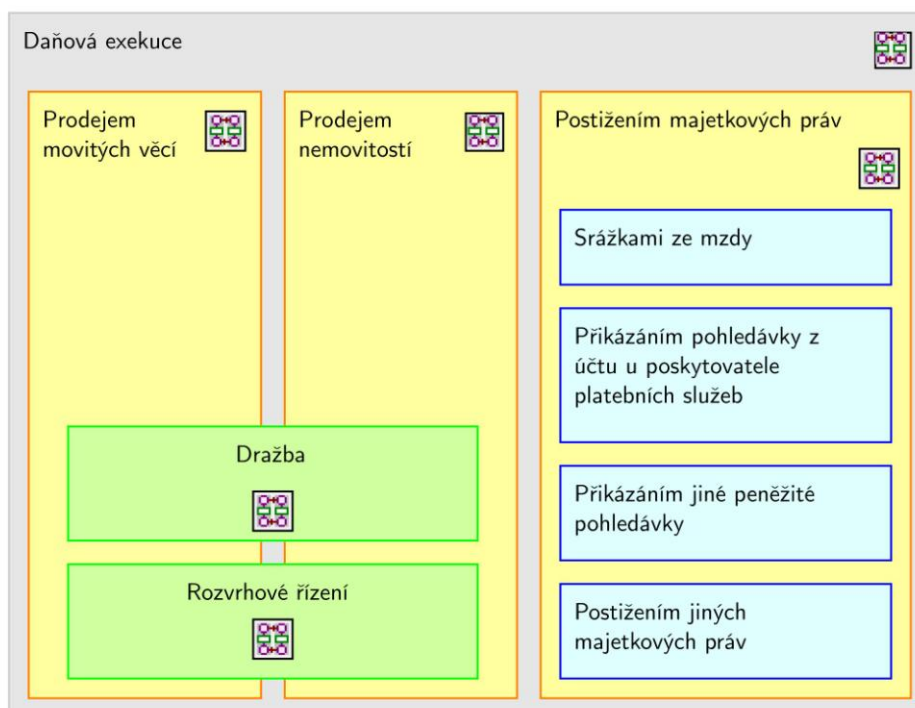 Daňová exekuce
Prodejem
movitých věcí
Prodejem
nemovitostí
Postižením majetkových práv
Srážkami ze mzdy
Přikázáním pohledávky z
účtu u poskytovatele
platebních služeb
Dražba
Přikázáním jiné peněžité
pohledávky
Rozvrhové řízení
Postižením jiných
majetkových práv